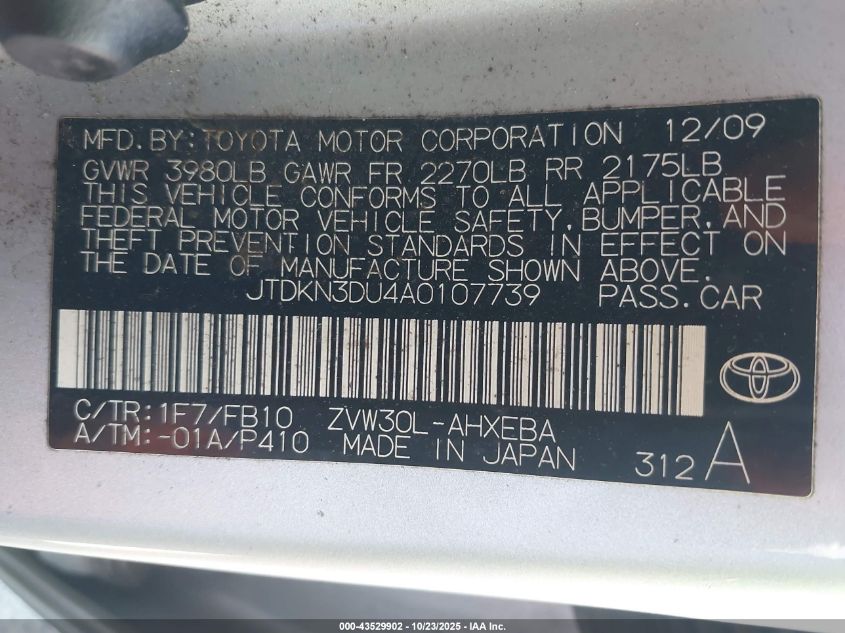 MFD.BY:TOYOTA MOTOR CORPORATION 12/09
GVWR 3980LB GAWR FR 2270LB RR 2175LB
THIS VEHICLE CONFORMS TO ALL APPLICABLE
FEDERAL MOTOR VEHICLE SAFETY,BUMPER,AND
THEFT PREVENTION STANDARDS IN EFFECT ON
THE DATE OF MANUFACTURE SHOWN ABOVE.
JTDKN3DU4A0107739 PASS.CAR
C/TR:1F7/FB10 ZVW30L-AHXEBA
A/TM:-01A/P410 MADE IN JAPAN
312 A
000-43529902 - 10/23/2025 - IAA Inc.